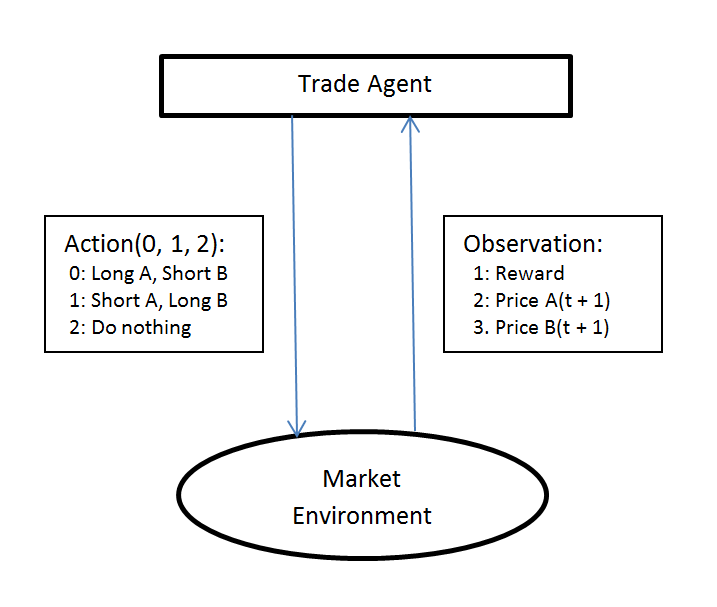 Trade Agent
Action(0, 1, 2):
0: Long A, Short B
1: Short A, Long B
2: Do nothing
Observation:
1: Reward
2: Price A(t + 1)
3. Price B(t + 1)
Market
Environment